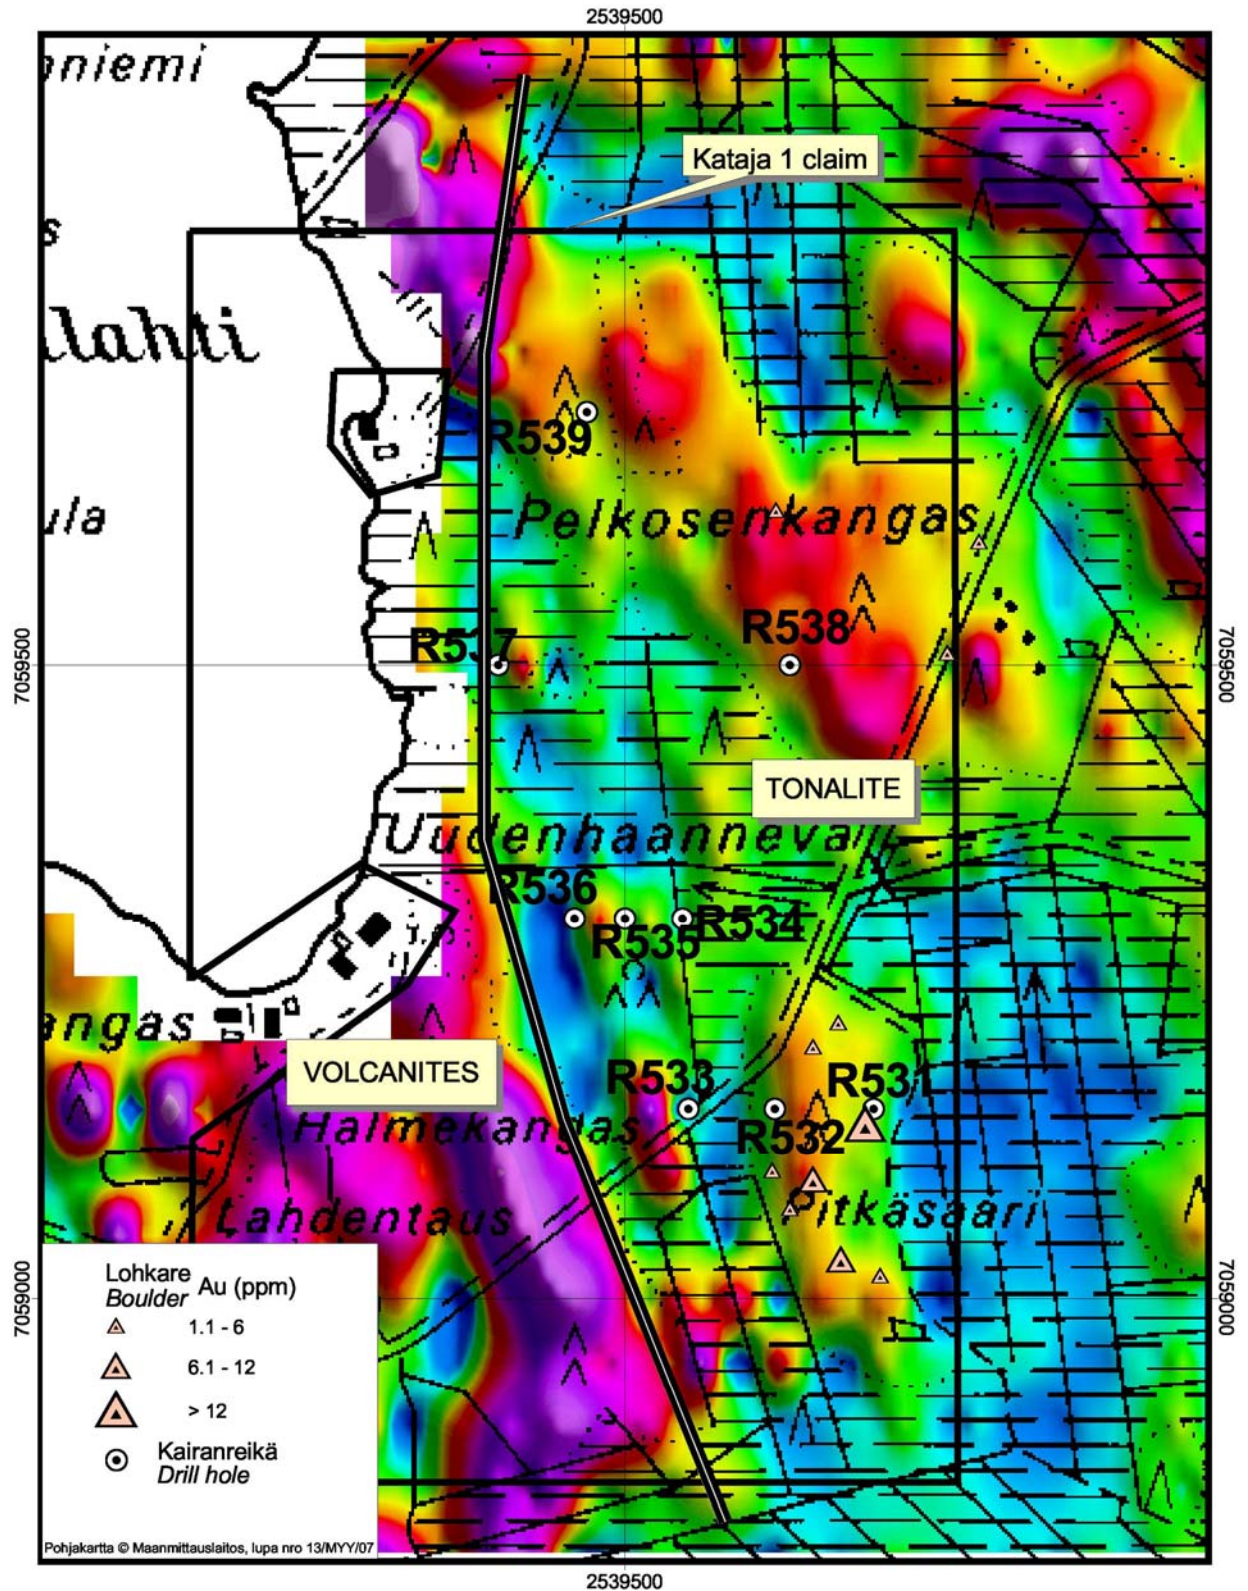 2539500
nniemi
Kataja 1 claim
s
ilahti
R539
Pelkosenkangas
ula
R538
R537
7059500
7059500
TONALITE
Uudenhaanneva
R536
R534
R535
angas
VOLCANITES
R533
R531
Halmekangas
R532
Lahdentaus
Pitkäsaari
7059000
7059000
Lohkare
Boulder
Au (ppm)
1.1 - 6
6.1 - 12
> 12
Kairanreikä
Drill hole
Pohjakartta © Maanmittauslaitos, lupa nro 13/MYY/07
2539500